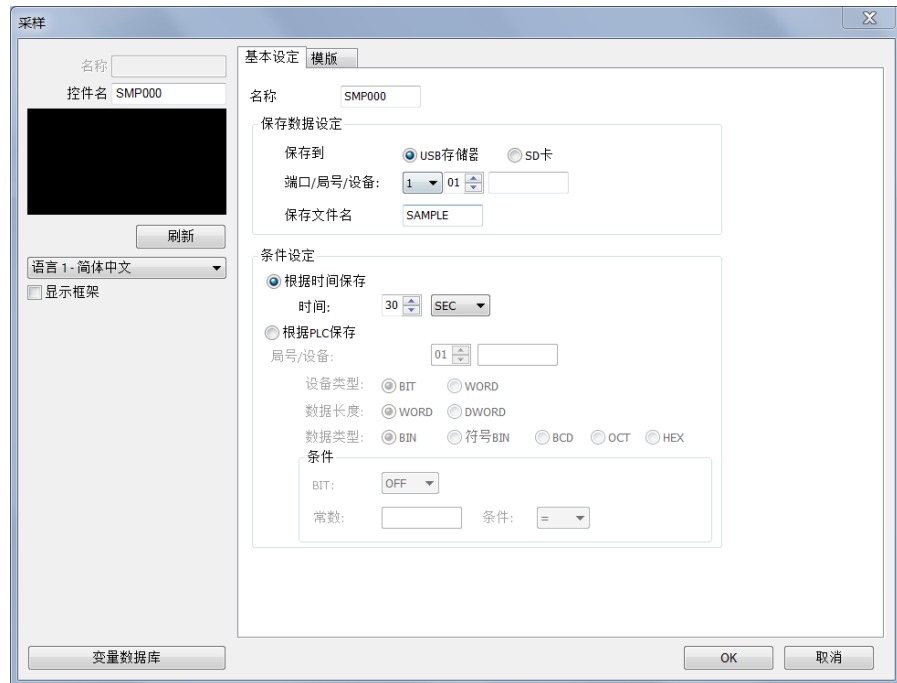 采样
名称
控件名 SMP000
刷新
语言 1 - 简体中文
显示框架
变量数据库
基本设定 模版
名称 SMP000
保存数据设定
保存到 USB存储器 SD卡
端口/局号/设备: 1 01
保存文件名 SAMPLE
条件设定
根据时间保存
时间: 30 SEC
根据PLC保存
局号/设备: 01
设备类型: BIT WORD
数据长度: WORD DWORD
数据类型: BIN 符号BIN BCD OCT HEX
条件
BIT: OFF
常数: 条件: =
OK 取消